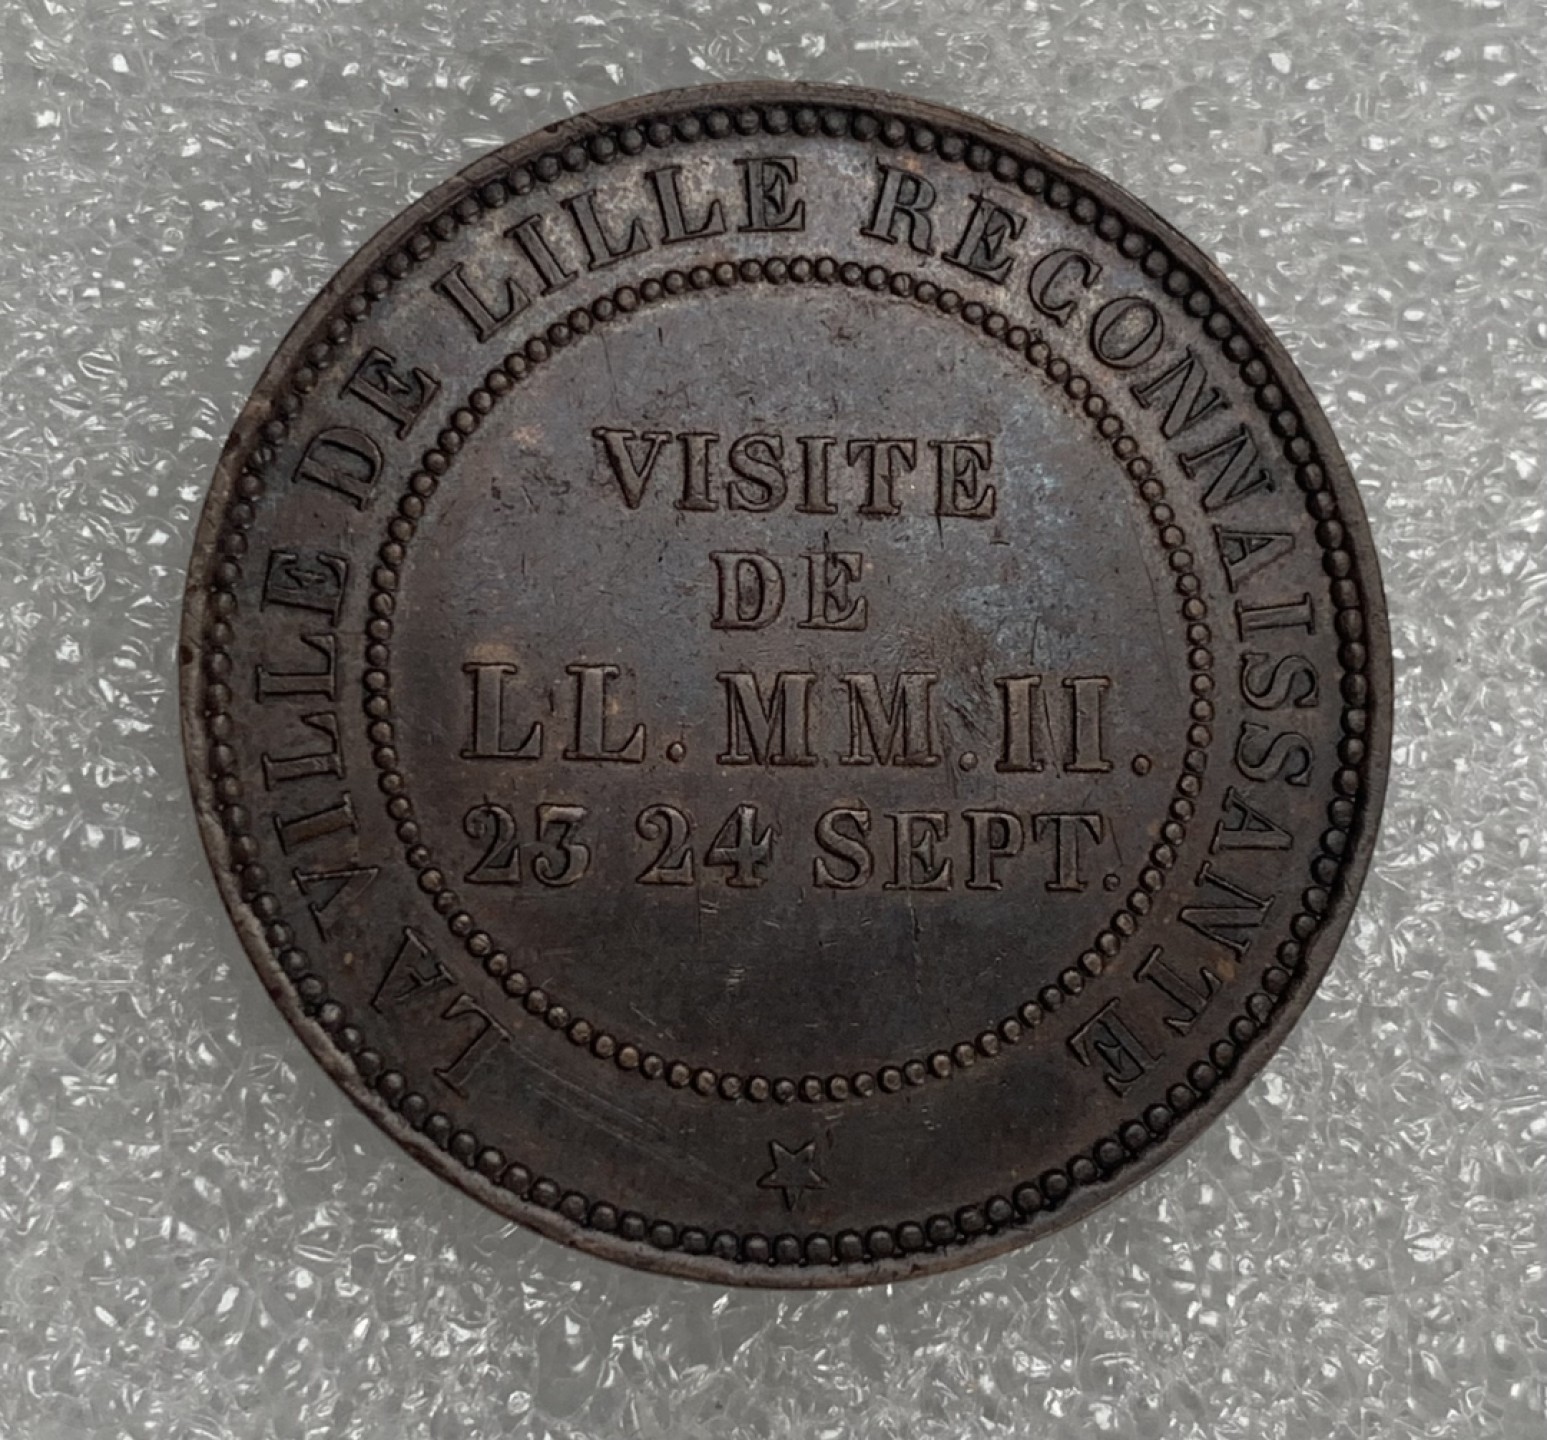 LA VILLE DE LILLE RECONNAISSANTE
VISITE
DE
LL. MM. II.
23 24 SEPT.